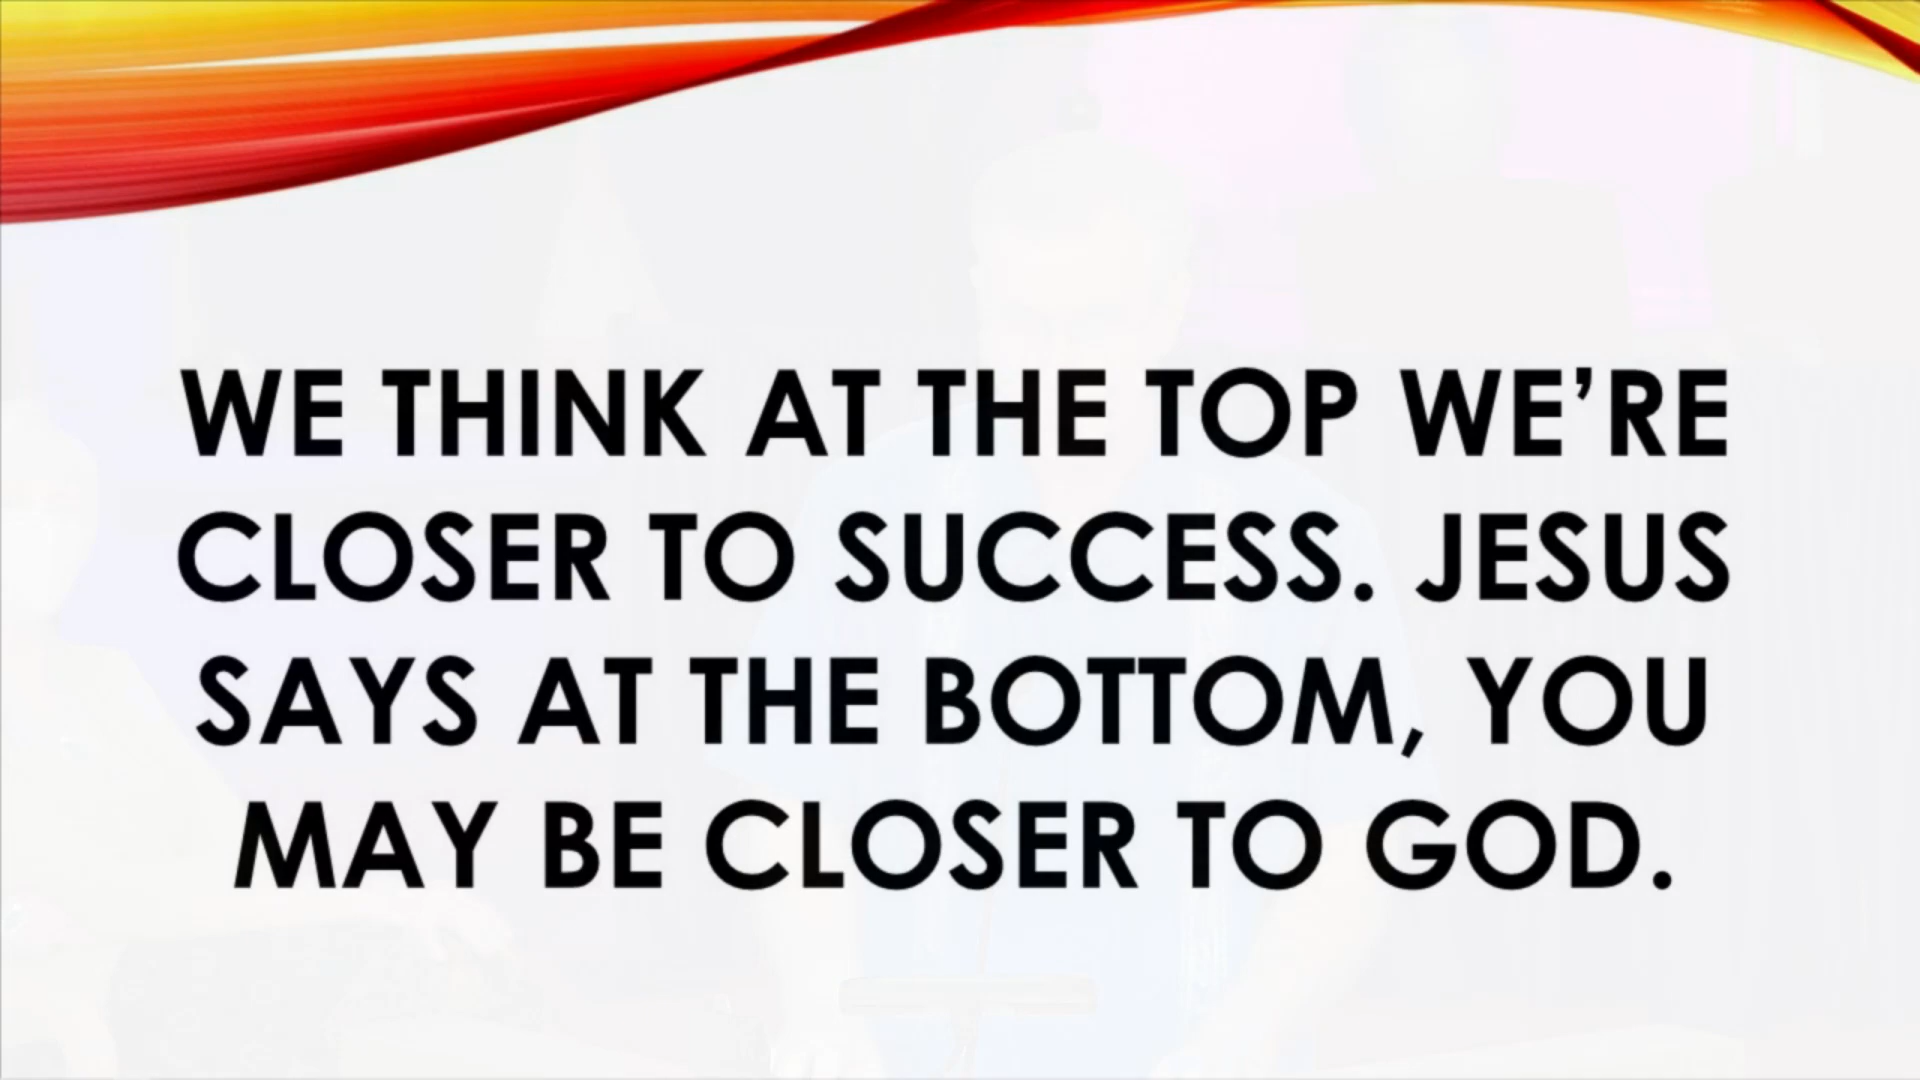 WE THINK AT THE TOP WE’RE
CLOSER TO SUCCESS. JESUS
SAYS AT THE BOTTOM, YOU
MAY BE CLOSER TO GOD.